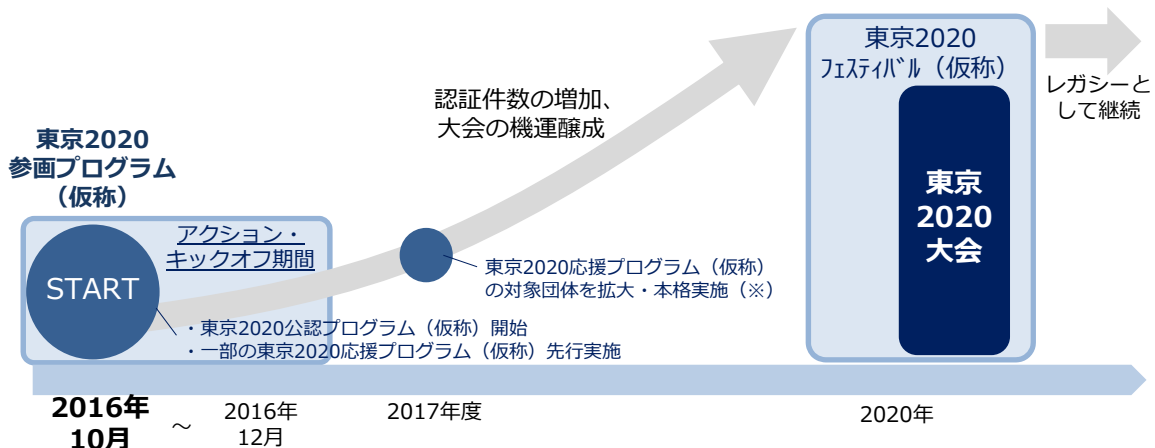 東京2020
参画プログラム
（仮称）
START
アクション・
キックオフ期間
・東京2020公認プログラム（仮称）開始
・一部の東京2020応援プログラム（仮称）先行実施
認証件数の増加、
大会の機運醸成
東京2020応援プログラム（仮称）
の対象団体を拡大・本格実施（※）
東京2020
ﾌｪｽﾃｨﾊﾞﾙ（仮称）
東京
2020
大会
レガシーと
して継続
2016年
10月
～
2016年
12月
2017年度
2020年